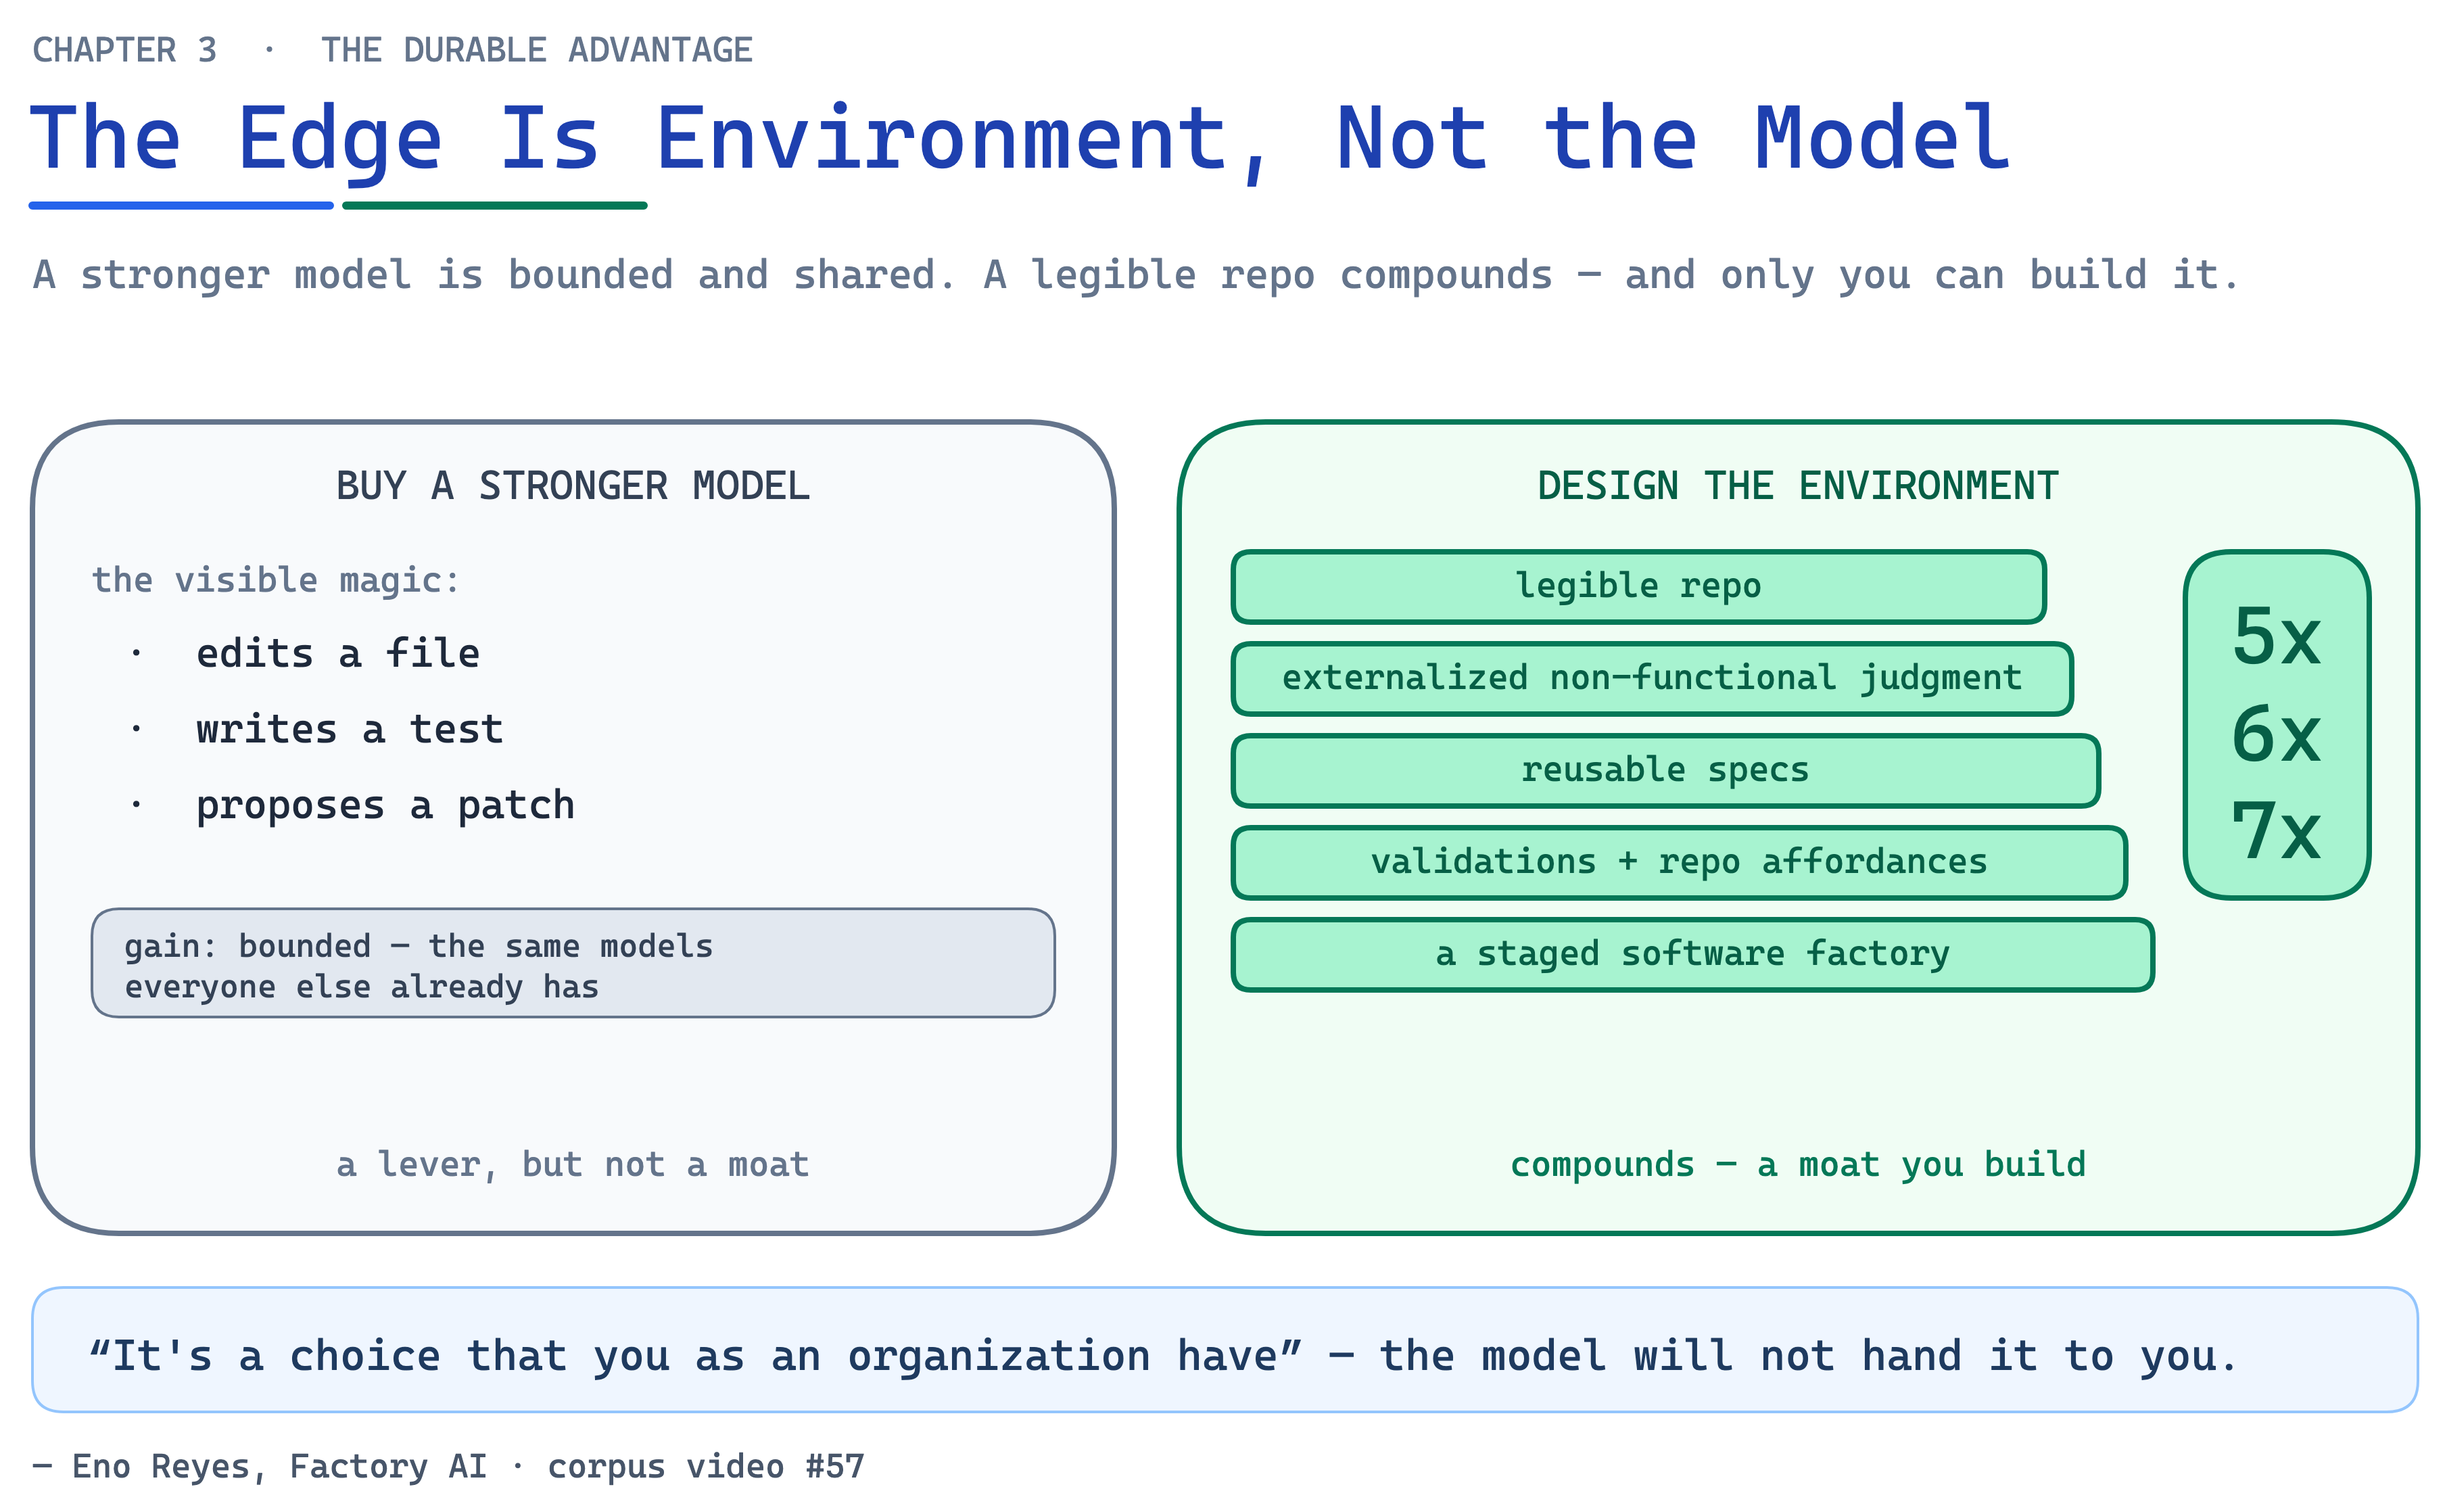 CHAPTER 3 · THE DURABLE ADVANTAGE
The Edge Is Environment, Not the Model
A stronger model is bounded and shared. A legible repo compounds — and only you can build it.
BUY A STRONGER MODEL
the visible magic:
· edits a file
· writes a test
· proposes a patch
gain: bounded — the same models
everyone else already has
a lever, but not a moat
DESIGN THE ENVIRONMENT
legible repo
externalized non-functional judgment
reusable specs
validations + repo affordances
a staged software factory
5x
6x
7x
compounds — a moat you build
“It's a choice that you as an organization have” — the model will not hand it to you.
— Eno Reyes, Factory AI · corpus video #57